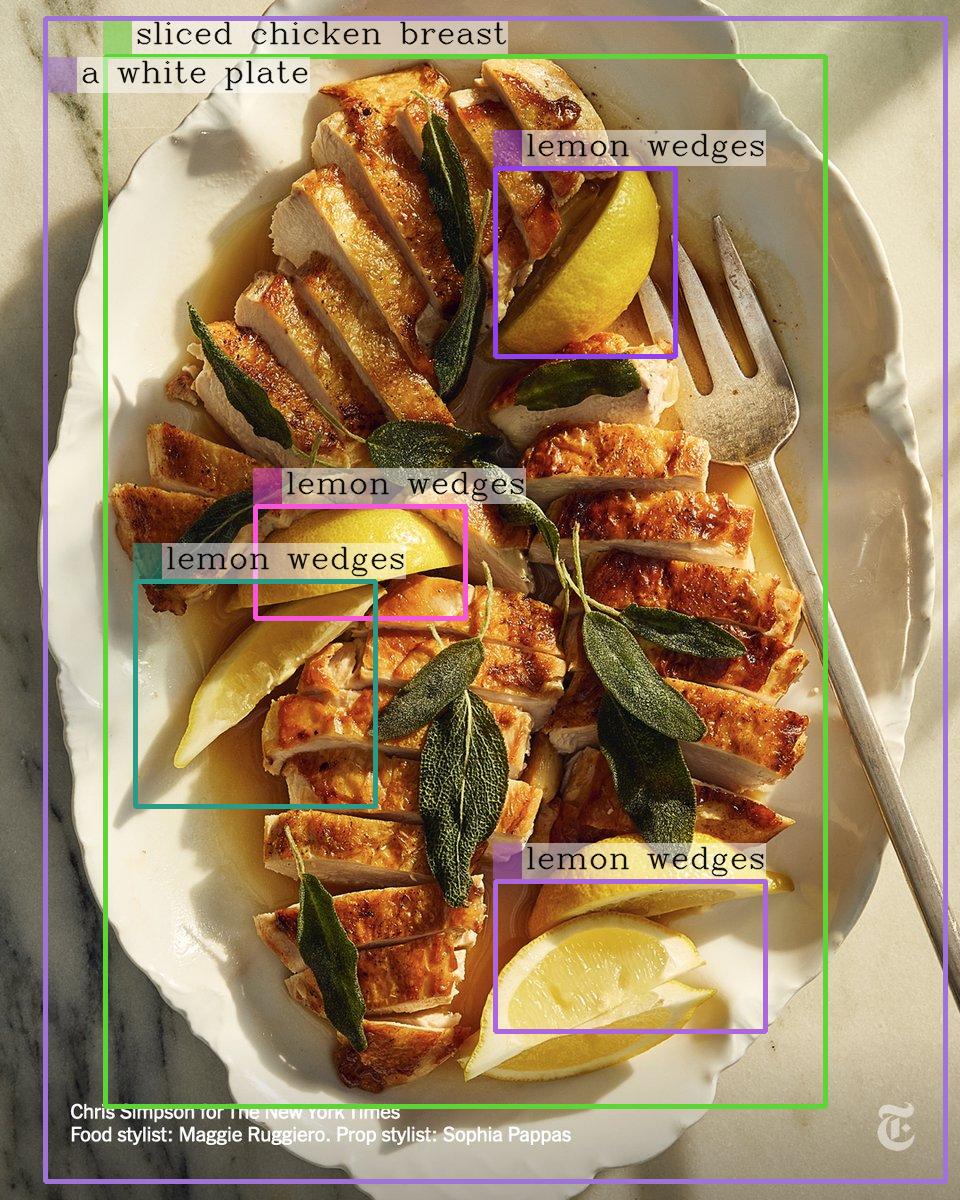 sliced chicken breast
a white plate
lemon wedges
lemon wedges
lemon wedges
lemon wedges
Chris Simpson for The New York Times
Food stylist: Maggie Ruggiero. Prop stylist: Sophia Pappas
T